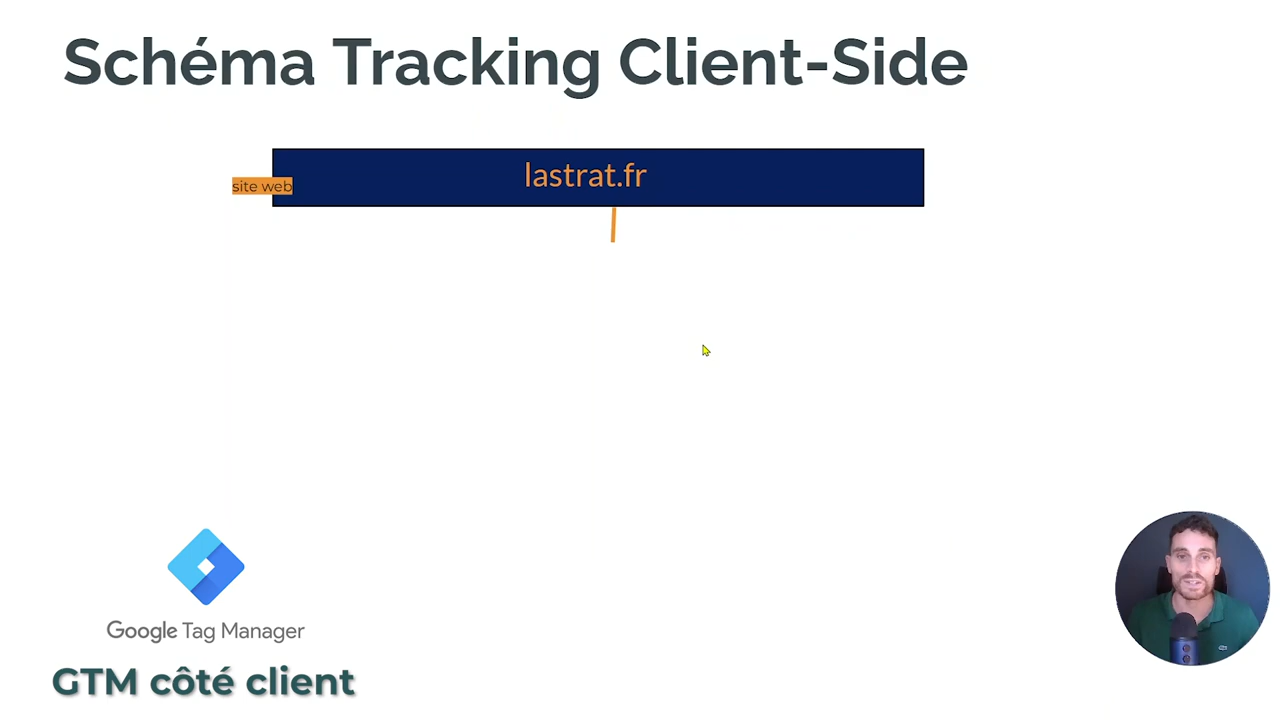 Schéma Tracking Client-Side
lastrat.fr
site web
Google Tag Manager
GTM côté client